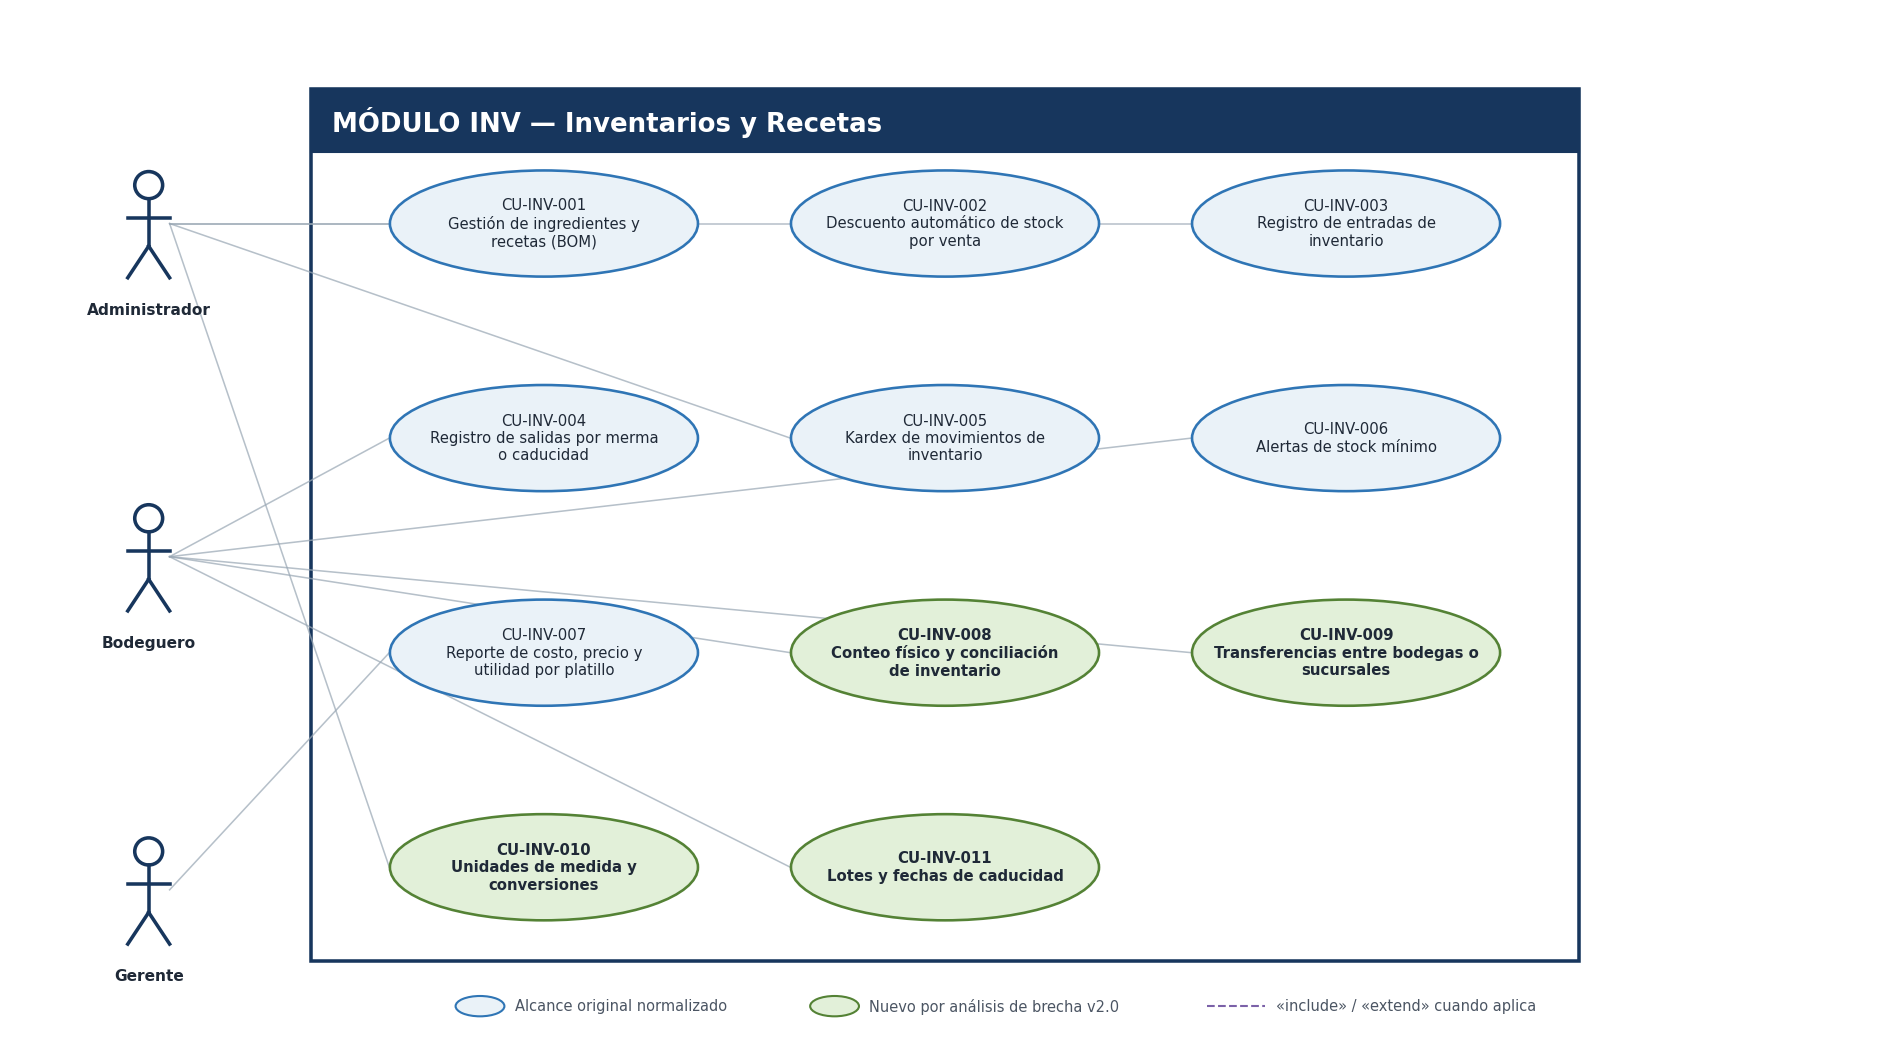 MÓDULO INV — Inventarios y Recetas
CU-INV-001
Gestión de ingredientes y
recetas (BOM)
CU-INV-002
Descuento automático de stock
por venta
CU-INV-003
Registro de entradas de
inventario
Administrador
CU-INV-004
Registro de salidas por merma
o caducidad
CU-INV-005
Kardex de movimientos de
inventario
CU-INV-006
Alertas de stock mínimo
Bodeguero
CU-INV-007
Reporte de costo, precio y
utilidad por platillo
CU-INV-008
Conteo físico y conciliación
de inventario
CU-INV-009
Transferencias entre bodegas o
sucursales
CU-INV-010
Unidades de medida y
conversiones
CU-INV-011
Lotes y fechas de caducidad
Gerente
Alcance original normalizado
Nuevo por análisis de brecha v2.0
«include» / «extend» cuando aplica